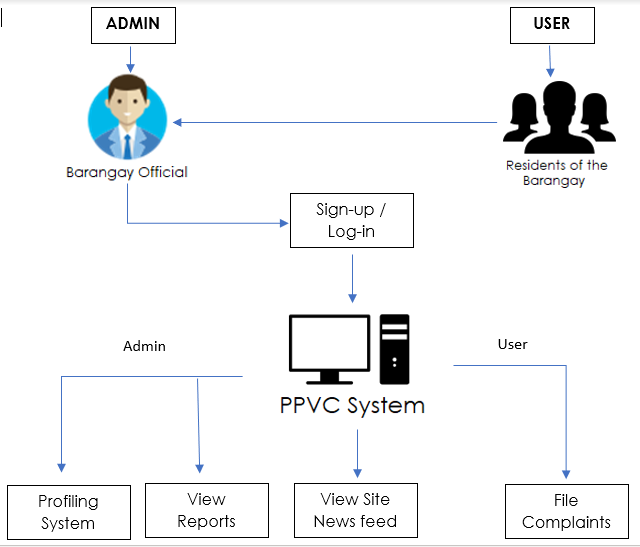 ADMIN
USER
Barangay Official
Residents of the
Barangay
Sign-up /
Log-in
Admin
User
PPVC System
Profiling
System
View
Reports
View Site
News feed
File
Complaints